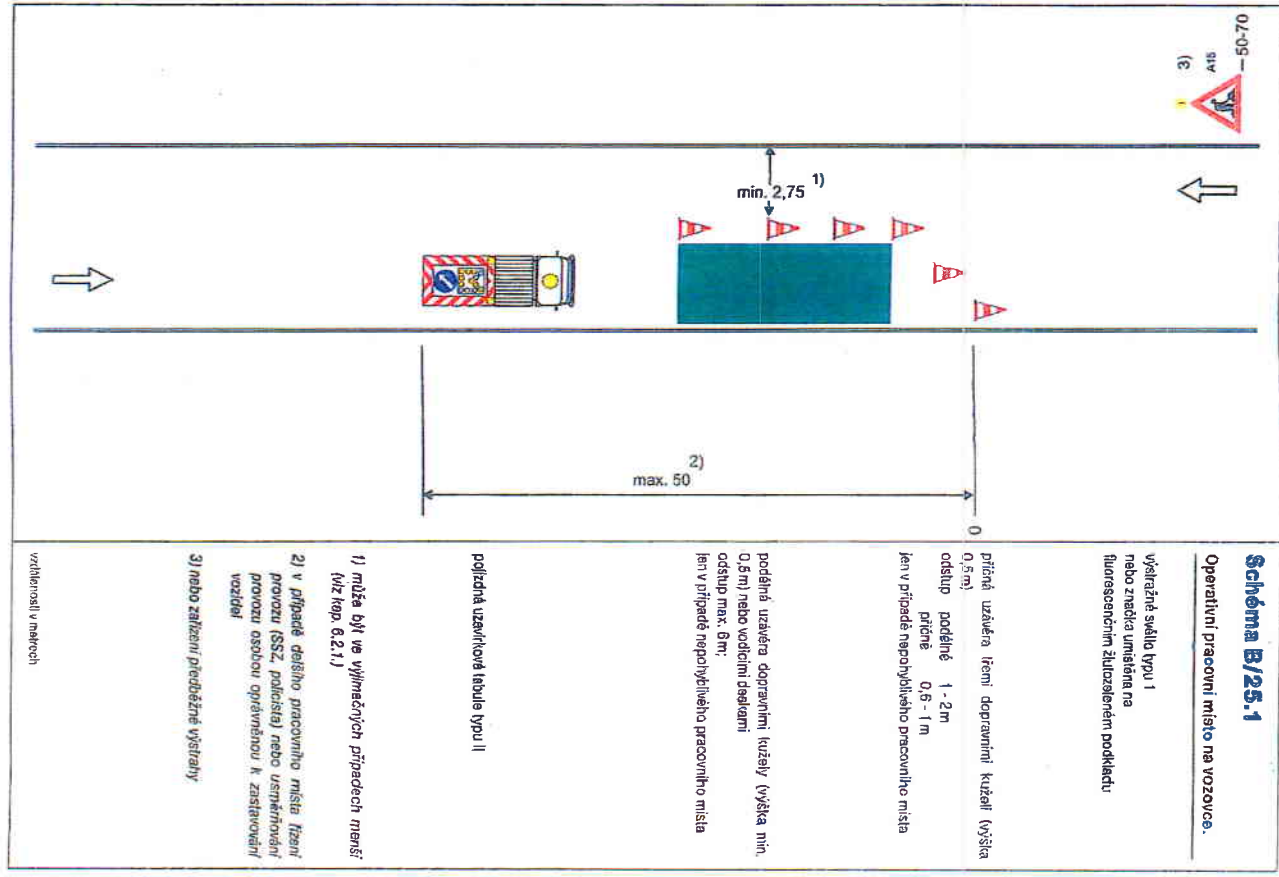 Schéma B/25.1
Operativní pracovní místo na vozovce.
výstražné světlo typu 1
nebo značka umístěna na
fluorescenčním žlutozeleném podkladu
příčná uzávěra třemi dopravními kuželi (výška
0,5 m)
odstup podélně 1 - 2 m
příčně 0,6 - 1 m
jen v případě nepohyblivého pracovního místa
podélná uzávěra dopravními kužely (výška min.
0,5 m) nebo vodicími deskami
odstup max. 6 m;
jen v případě nepohyblivého pracovního místa
pojízdná uzavírková tabule typu II
1) může být ve výjimečných případech menší
(viz kap. 6.2.1.)
2) v případě delšího pracovního místa řízení
provozu (SSZ, policista) nebo usměrňování
provozu osobou oprávněnou k zastavování
vozidel
3) nebo zařízení předběžné výstrahy
vzdálenosti v metrech
50-70
A15
3)
min. 2,75 1)
max. 50 2)
0